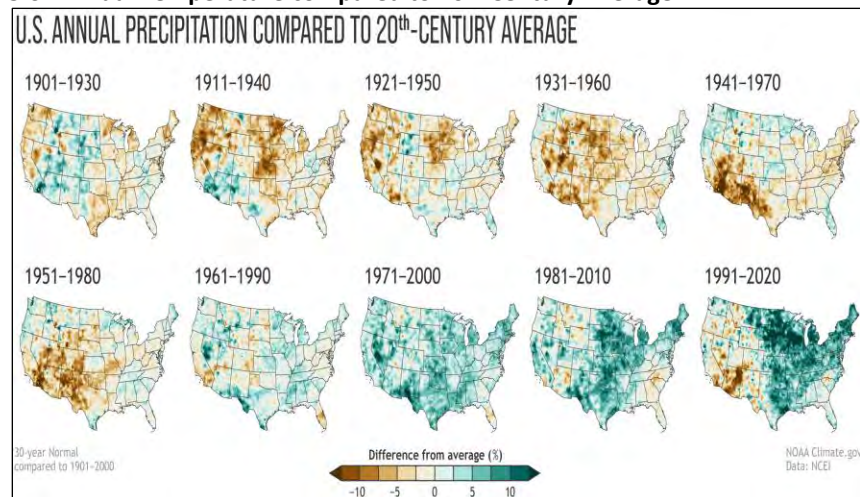 U.S. ANNUAL PRECIPITATION COMPARED TO 20th-CENTURY AVERAGE
1901–1930
1911–1940
1921–1950
1931–1960
1941–1970
1951–1980
1961–1990
1971–2000
1981–2010
1991–2020
30-year Normal
compared to 1901–2000
Difference from average (%)
−10 −5 0 5 10
NOAA Climate.gov
Data: NCEI